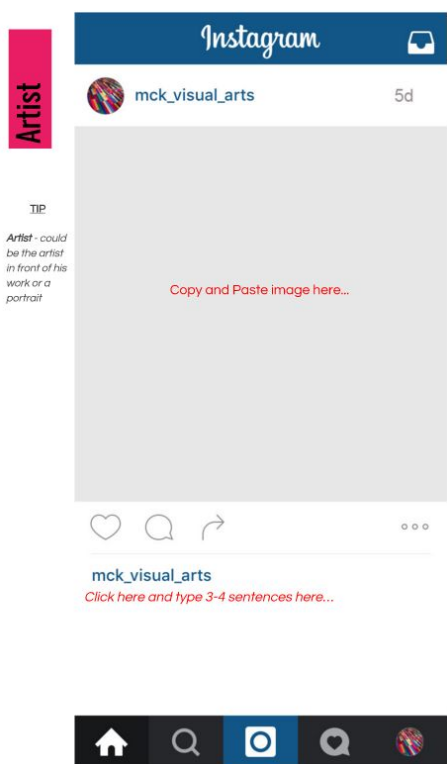 Artist
TIP
Artist - could
be the artist
in front of his
work or a
portrait
Instagram
mck_visual_arts
5d
Copy and Paste image here...
mck_visual_arts
Click here and type 3-4 sentences here...